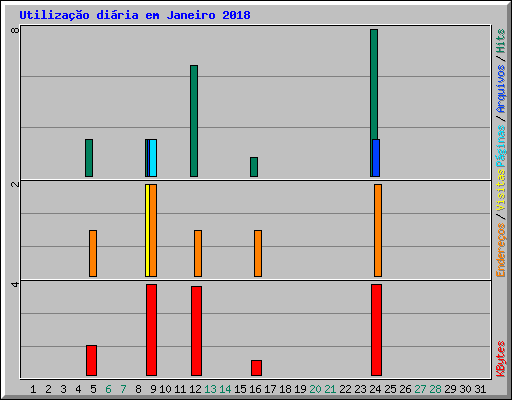 Utilização diária em Janeiro 2018
8
2
4
KBytes
Endereços / Visitas Páginas / Arquivos / Hits
1 2 3 4 5 6 7 8 9 10 11 12 13 14 15 16 17 18 19 20 21 22 23 24 25 26 27 28 29 30 31